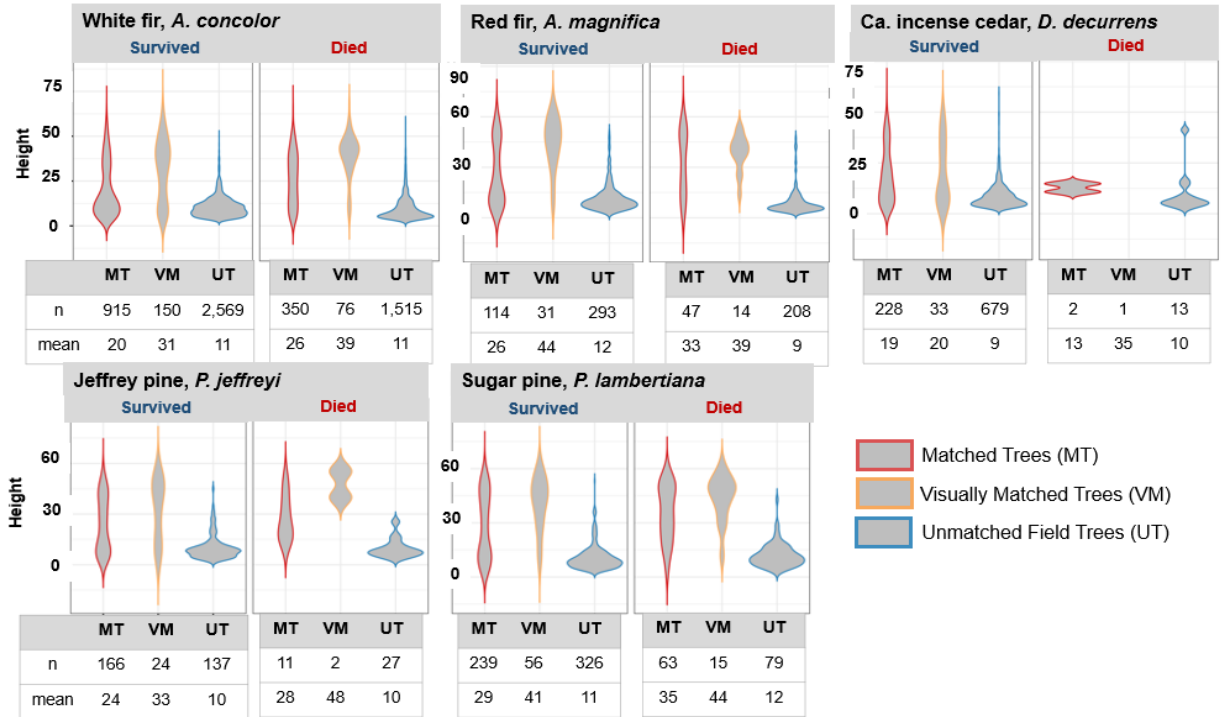 White fir, A. concolor
Survived Died
Height
75
50
25
0
MT VM UT MT VM UT
n 915 150 2,569 350 76 1,515
mean 20 31 11 26 39 11
Red fir, A. magnifica
Survived Died
90
60
30
0
MT VM UT MT VM UT
114 31 293 47 14 208
26 44 12 33 39 9
Ca. incense cedar, D. decurrens
Survived Died
75
50
25
0
MT VM UT MT VM UT
228 33 679 2 1 13
19 20 9 13 35 10
Jeffrey pine, P. jeffreyi
Survived Died
Height
60
30
0
MT VM UT MT VM UT
n 166 24 137 11 2 27
mean 24 33 10 28 48 10
Sugar pine, P. lambertiana
Survived Died
60
30
0
MT VM UT MT VM UT
239 56 326 63 15 79
29 41 11 35 44 12
Matched Trees (MT)
Visually Matched Trees (VM)
Unmatched Field Trees (UT)